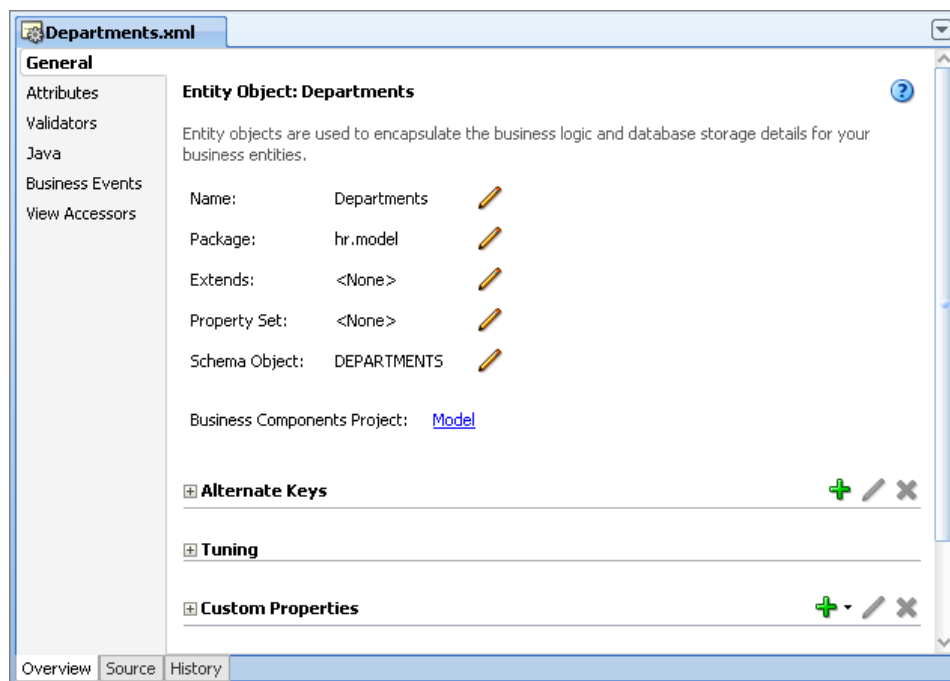 Departments.xml
General
Attributes
Validators
Java
Business Events
View Accessors
Entity Object: Departments
?
Entity objects are used to encapsulate the business logic and database storage details for your
business entities.
Name: Departments
Package: hr.model
Extends: <None>
Property Set: <None>
Schema Object: DEPARTMENTS
Business Components Project: Model
Alternate Keys
Tuning
Custom Properties
Overview Source History